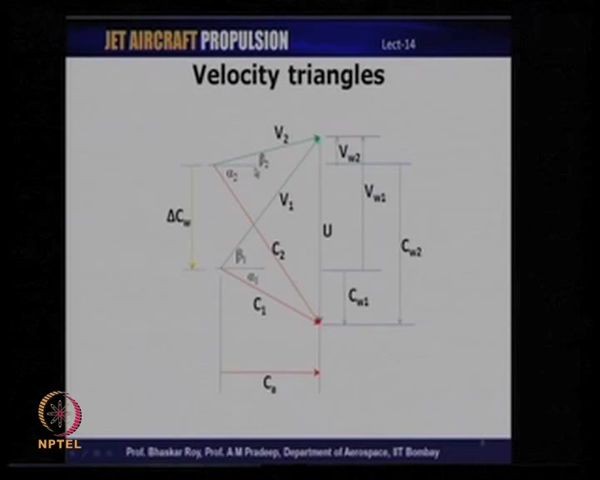 JET AIRCRAFT PROPULSION
Lect-14
Velocity triangles
V2
Vw2
β2
α2
Vw1
V1
ΔCw
U
C2
Cw2
β1
α1
Cw1
C1
Ca
NPTEL
Prof. Bhaskar Roy, Prof. A M Pradeep, Department of Aerospace, IIT Bombay